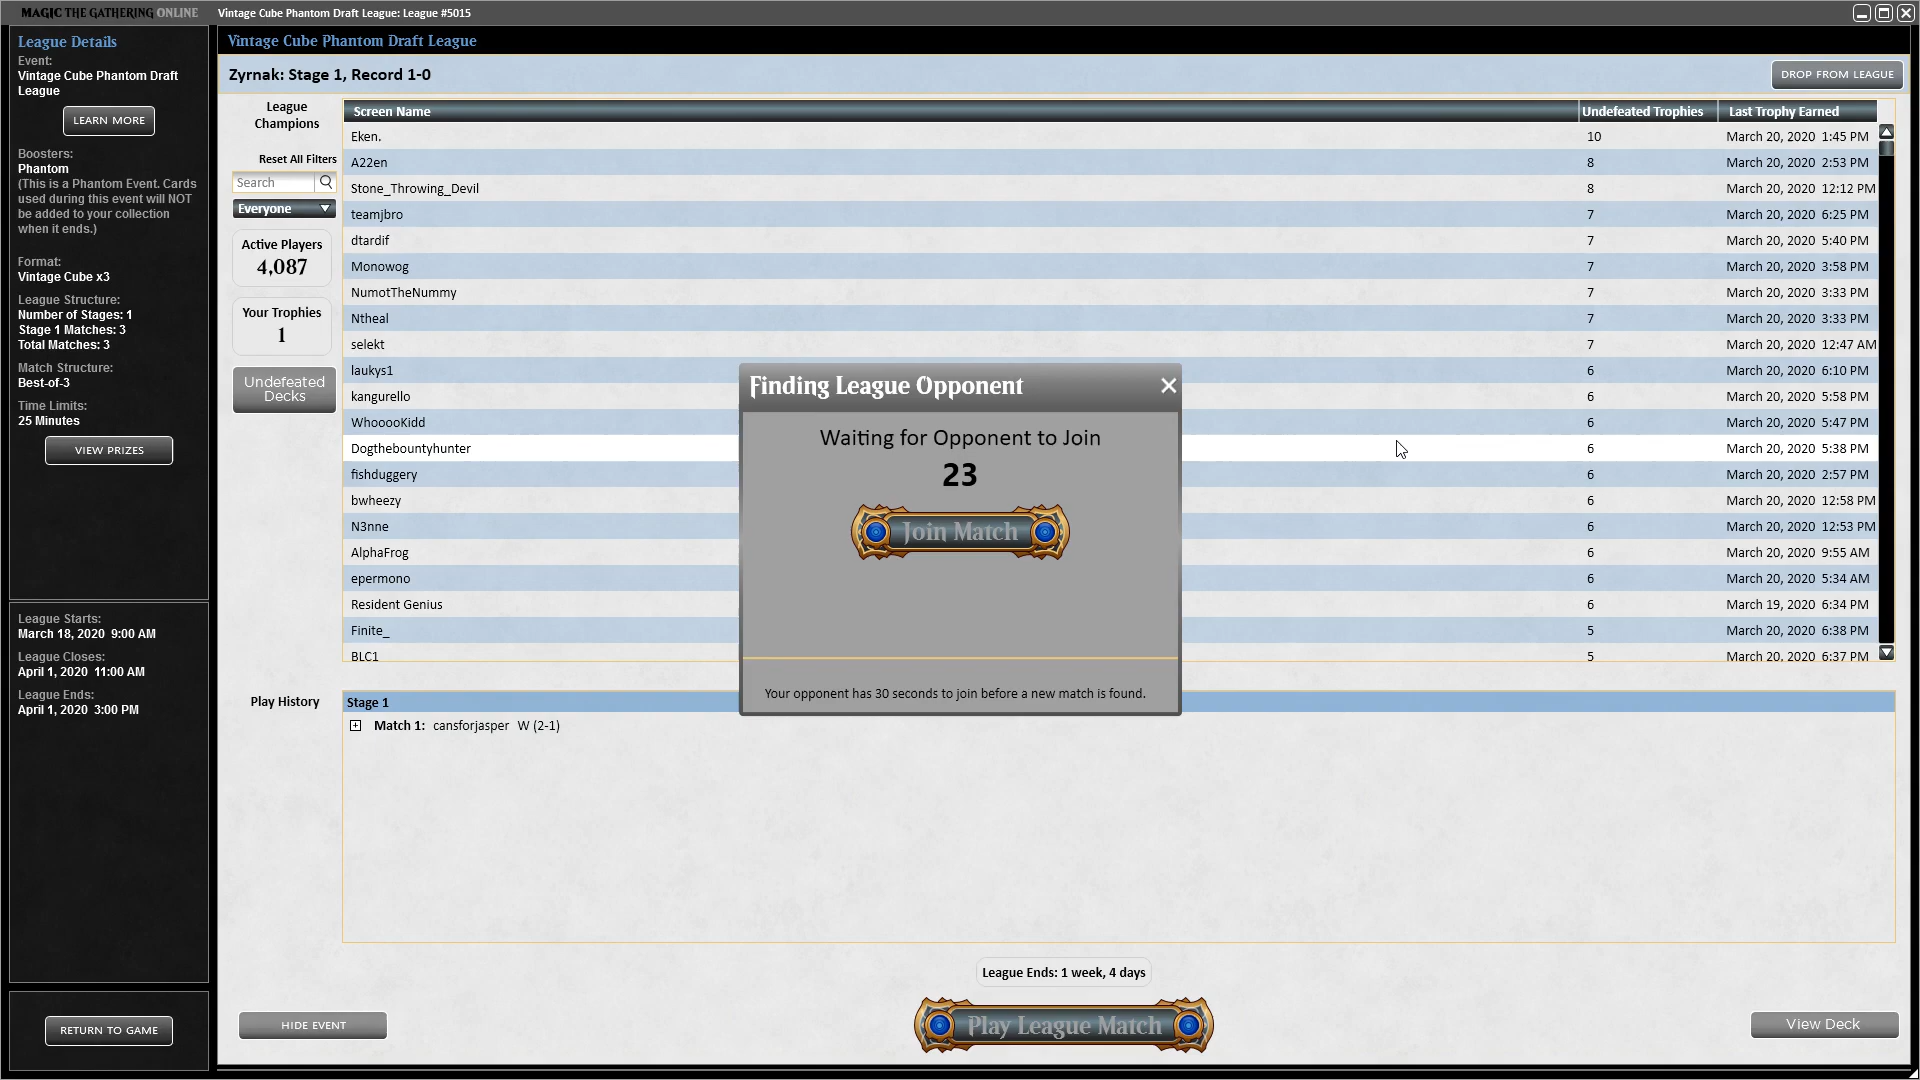 MAGIC THE GATHERING ONLINE
Vintage Cube Phantom Draft League: League #5015
League Details
Event:
Vintage Cube Phantom Draft
League
LEARN MORE
Boosters:
Phantom
(This is a Phantom Event. Cards
used during this event will NOT
be added to your collection
when it ends.)
Format:
Vintage Cube x3
League Structure:
Number of Stages: 1
Stage 1 Matches: 3
Total Matches: 3
Match Structure:
Best-of-3
Time Limits:
25 Minutes
VIEW PRIZES
League Starts:
March 18, 2020 9:00 AM
League Closes:
April 1, 2020 11:00 AM
League Ends:
April 1, 2020 3:00 PM
RETURN TO GAME
Vintage Cube Phantom Draft League
Zyrnak: Stage 1, Record 1-0
DROP FROM LEAGUE
League
Champions
Reset All Filters
Search
Everyone
Active Players
4,087
Your Trophies
1
Undefeated
Decks
Screen Name Undefeated Trophies Last Trophy Earned
Eken. 10 March 20, 2020 1:45 PM
A22en 8 March 20, 2020 2:53 PM
Stone_Throwing_Devil 8 March 20, 2020 12:12 PM
teamjbro 7 March 20, 2020 6:25 PM
dtardif 7 March 20, 2020 5:40 PM
Monowog 7 March 20, 2020 3:58 PM
NumotTheNummy 7 March 20, 2020 3:33 PM
Ntheal 7 March 20, 2020 3:33 PM
selekt 7 March 20, 2020 12:47 AM
laukys1 6 March 20, 2020 6:10 PM
kangurello 6 March 20, 2020 5:58 PM
WhooooKidd 6 March 20, 2020 5:47 PM
Dogthebountyhunter 6 March 20, 2020 5:38 PM
fishduggery 6 March 20, 2020 2:57 PM
bwheezy 6 March 20, 2020 12:58 PM
N3nne 6 March 20, 2020 12:53 PM
AlphaFrog 6 March 20, 2020 9:55 AM
epermono 6 March 20, 2020 5:34 AM
Resident Genius 6 March 19, 2020 6:34 PM
Finite_ 5 March 20, 2020 6:38 PM
BLC1 5 March 20, 2020 6:37 PM
Finding League Opponent
Waiting for Opponent to Join
23
Join Match
Your opponent has 30 seconds to join before a new match is found.
Play History
Stage 1
Match 1: cansforjasper W (2-1)
League Ends: 1 week, 4 days
HIDE EVENT
Play League Match
View Deck